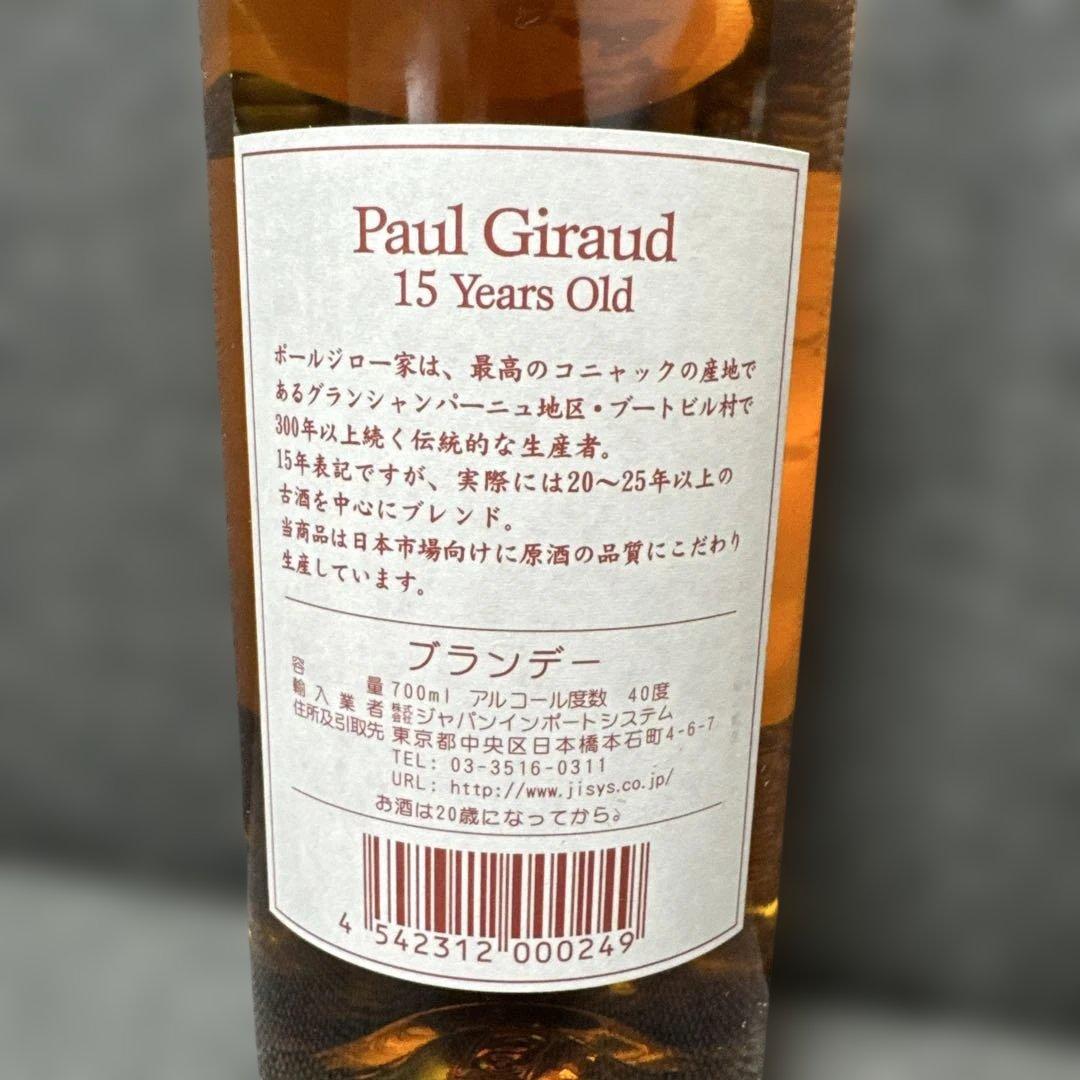 Paul Giraud
15 Years Old
ポールジロー家は、最高のコニャックの産地で
あるグランシャンパーニュ地区・ブートビル村で
300年以上続く伝統的な生産者。
15年表記ですが、実際には20～25年以上の
古酒を中心にブレンド。
当商品は日本市場向けに原酒の品質にこだわり
生産しています。
ブランデー
容量 700ml アルコール度数 40度
輸入業者 株式会社ジャパンインポートシステム
住所及引取先 東京都中央区日本橋本石町4-6-7
TEL: 03-3516-0311
URL: http://www.jisys.co.jp/
お酒は20歳になってから。
4 542312 000249